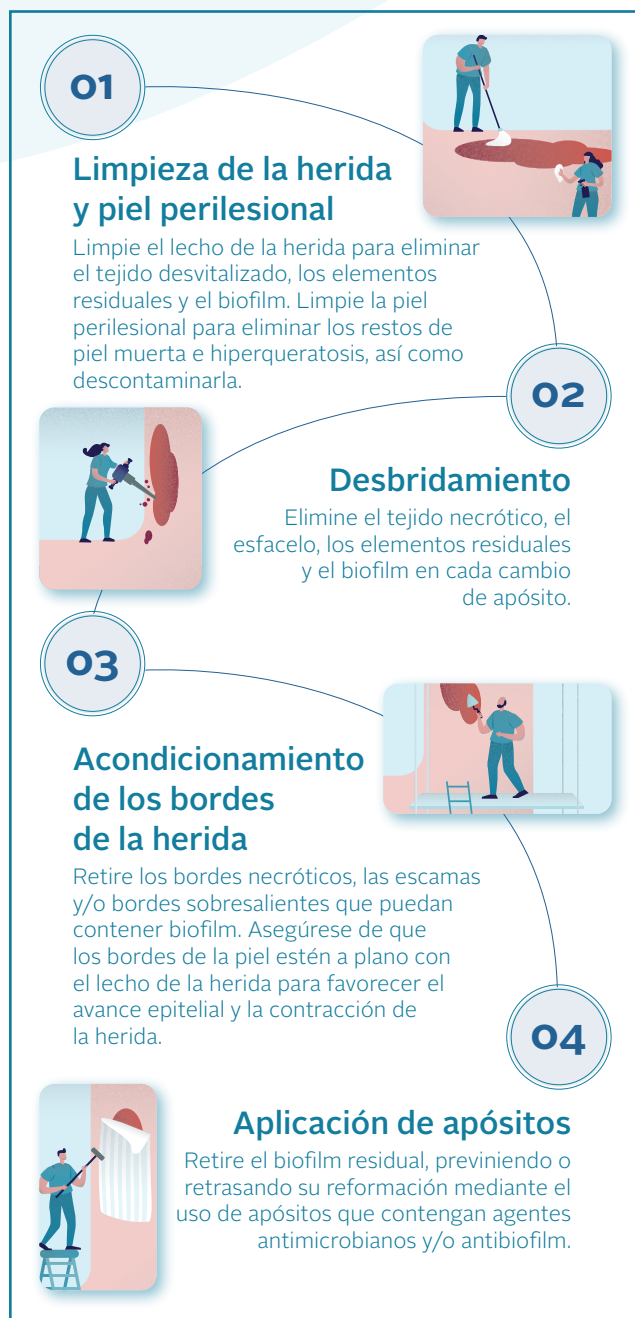 01
Limpieza de la herida
y piel perilesional
Limpie el lecho de la herida para eliminar
el tejido desvitalizado, los elementos
residuales y el biofilm. Limpie la piel
perilesional para eliminar los restos de
piel muerta e hiperqueratosis, así como
descontaminarla.
02
Desbridamiento
Elimine el tejido necrótico, el
esfacelo, los elementos residuales
y el biofilm en cada cambio
de apósito.
03
Acondicionamiento
de los bordes
de la herida
Retire los bordes necróticos, las escamas
y/o bordes sobresalientes que puedan
contener biofilm. Asegúrese de que
los bordes de la piel estén a plano con
el lecho de la herida para favorecer el
avance epitelial y la contracción de
la herida.
04
Aplicación de apósitos
Retire el biofilm residual, previniendo o
retrasando su reformación mediante el
uso de apósitos que contengan agentes
antimicrobianos y/o antibiofilm.